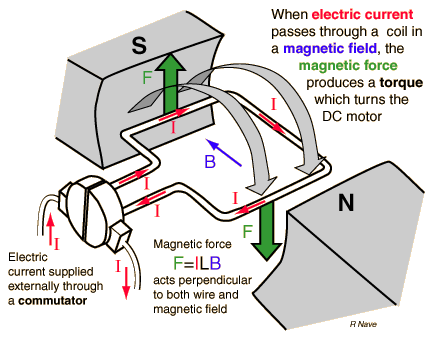 When electric current
passes through a coil in
a magnetic field, the
magnetic force
produces a torque
which turns the
DC motor
S
F
I
I
I
B
I
I
N
F
I
I
Electric
current supplied
externally through
a commutator
Magnetic force
F=ILB
acts perpendicular
to both wire and
magnetic field
R Nave